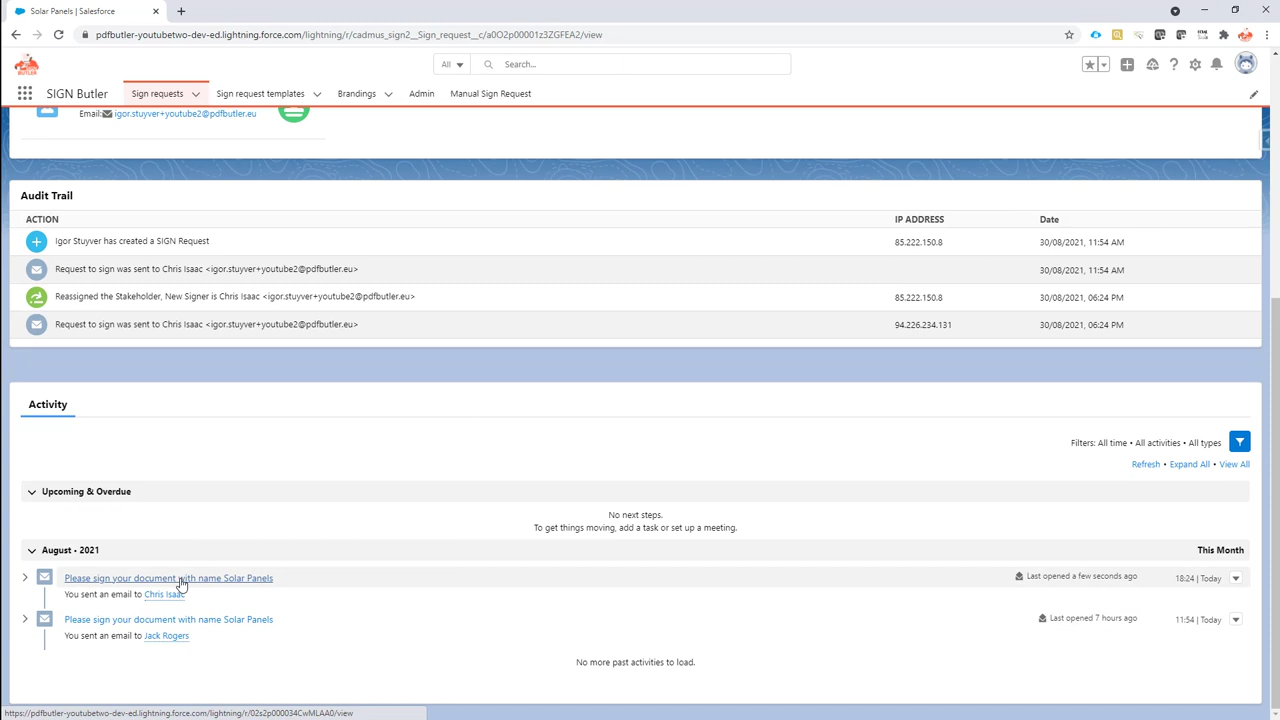 Solar Panels | Salesforce
pdfbutler-youtubetwo-dev-ed.lightning.force.com/lightning/r/cadmus_sign2__Sign_request__c/a0O2p00001z3ZGFEA2/view
All
Search...
SIGN Butler
Sign requests
Sign request templates
Brandings
Admin
Manual Sign Request
Email: igor.stuyver+youtube2@pdfbutler.eu
Audit Trail
ACTION IP ADDRESS Date
Igor Stuyver has created a SIGN Request 85.222.150.8 30/08/2021, 11:54 AM
Request to sign was sent to Chris Isaac <igor.stuyver+youtube2@pdfbutler.eu> 30/08/2021, 11:54 AM
Reassigned the Stakeholder, New Signer is Chris Isaac <igor.stuyver+youtube2@pdfbutler.eu> 85.222.150.8 30/08/2021, 06:24 PM
Request to sign was sent to Chris Isaac <igor.stuyver+youtube2@pdfbutler.eu> 94.226.234.131 30/08/2021, 06:24 PM
Activity
Filters: All time • All activities • All types
Refresh • Expand All • View All
Upcoming & Overdue
No next steps.
To get things moving, add a task or set up a meeting.
August • 2021 This Month
Please sign your document with name Solar Panels Last opened a few seconds ago 18:24 | Today
You sent an email to Chris Isaac
Please sign your document with name Solar Panels Last opened 7 hours ago 11:54 | Today
You sent an email to Jack Rogers
No more past activities to load.
https://pdfbutler-youtubetwo-dev-ed.lightning.force.com/lightning/r/02s2p000034CwMLAA0/view